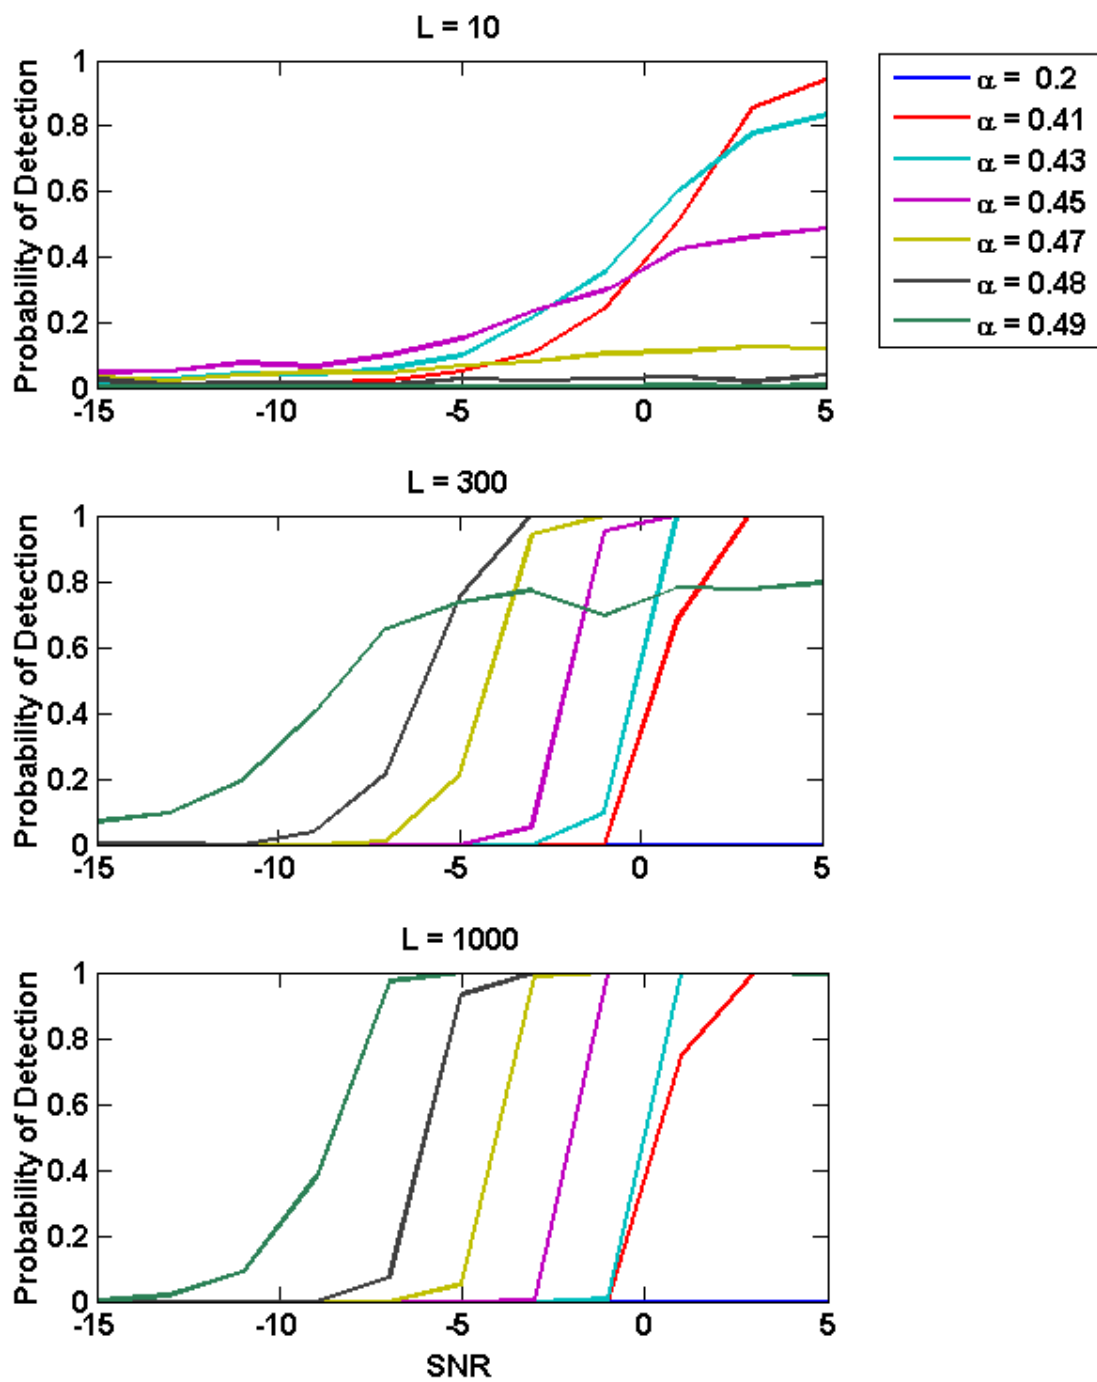 L = 10
Probability of Detection
1
0.8
0.6
0.4
0.2
0
-15
-10
-5
0
5
α = 0.2
α = 0.41
α = 0.43
α = 0.45
α = 0.47
α = 0.48
α = 0.49
L = 300
Probability of Detection
1
0.8
0.6
0.4
0.2
0
-15
-10
-5
0
5
L = 1000
Probability of Detection
1
0.8
0.6
0.4
0.2
0
-15
-10
-5
0
5
SNR